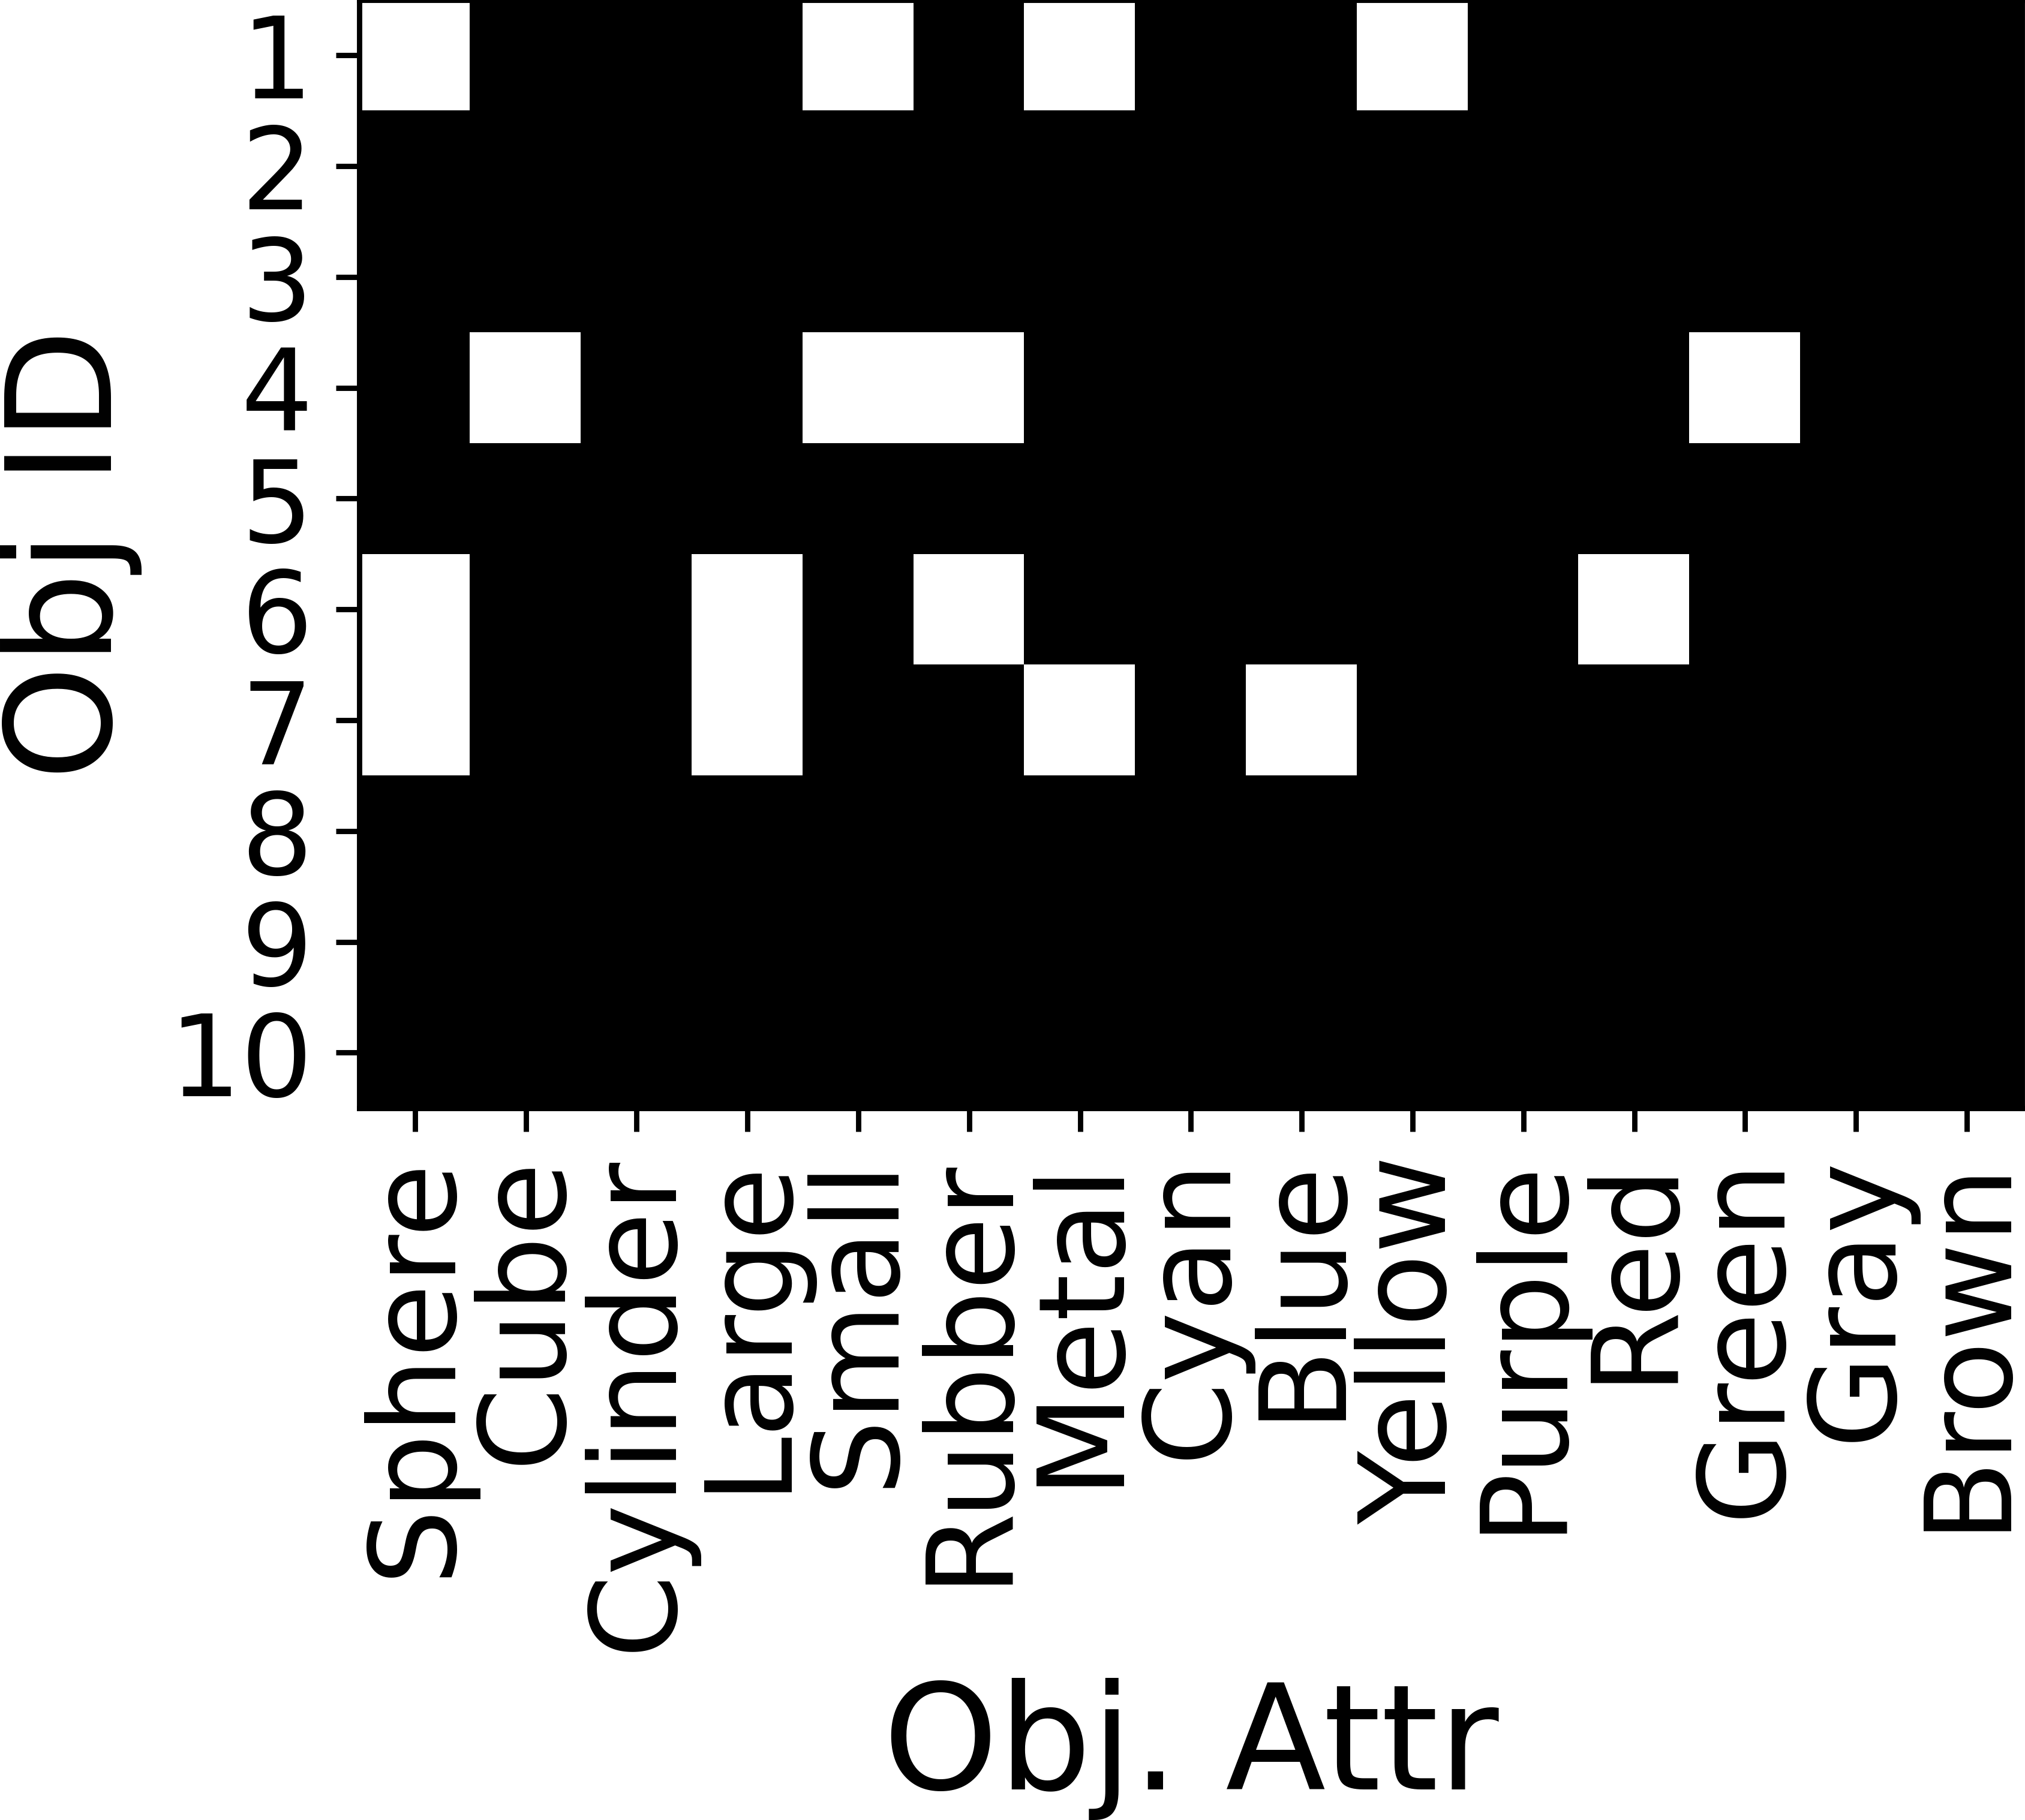 Obj ID
1
2
3
4
5
6
7
8
9
10
Sphere
Cube
Cylinder
Large
Small
Rubber
Metal
Cyan
Blue
Yellow
Purple
Red
Green
Gray
Brown
Obj. Attr